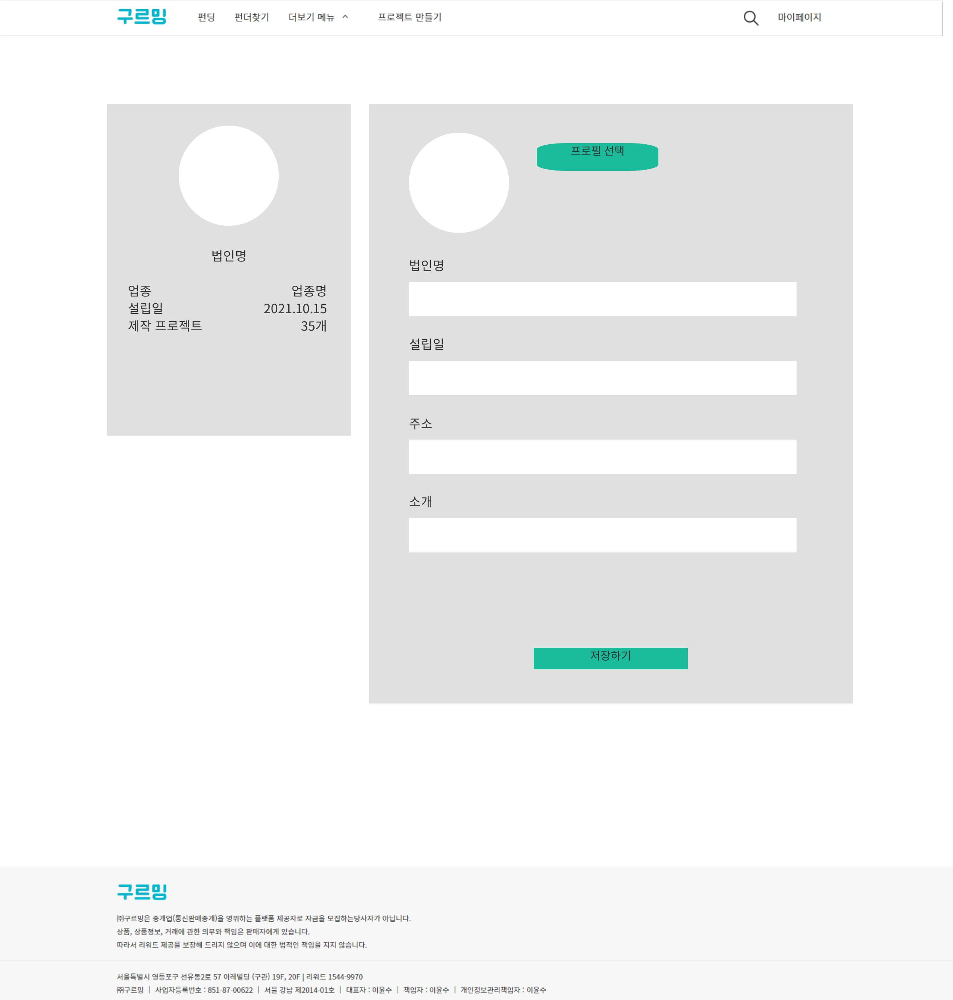 구르밍 펀딩 펀더찾기 더보기 메뉴 프로젝트 만들기 마이페이지
법인명
업종 업종명
설립일 2021.10.15
제작 프로젝트 35개
프로필 선택
법인명
설립일
주소
소개
저장하기
구르밍
㈜구르밍은 중개업(통신판매중개)을 영위하는 플랫폼 제공자로 자금을 모집하는당사자가 아닙니다.
상품, 상품정보, 거래에 관한 의무와 책임은 판매자에게 있습니다.
따라서 리워드 제공을 보장해 드리지 않으며 이에 대한 법적인 책임을 지지 않습니다.
서울특벌시 영등포구 선유동2로 57 이레빌딩 (구관) 19F, 20F | 리워드 1544-9970
㈜구르밍 | 사업자등록번호 : 851-87-00622 | 서울 강남 제2014-01호 | 대표자 : 이윤수 | 책임자 : 이윤수 | 개인정보관리책임자 : 이윤수